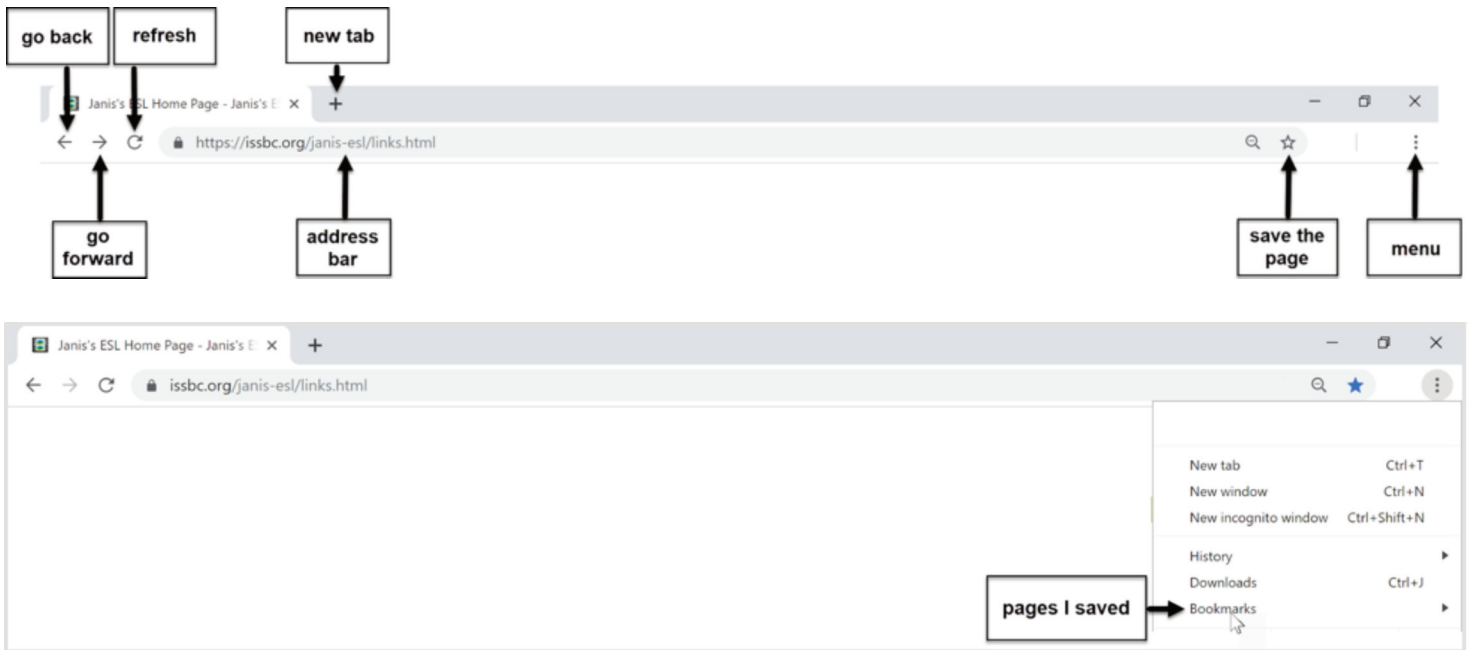 go back
refresh
new tab
Janis's ESL Home Page - Janis's E
https://issbc.org/janis-esl/links.html
go
forward
address
bar
save the
page
menu
Janis's ESL Home Page - Janis's E
issbc.org/janis-esl/links.html
New tab Ctrl+T
New window Ctrl+N
New incognito window Ctrl+Shift+N
History
Downloads Ctrl+J
pages I saved
Bookmarks